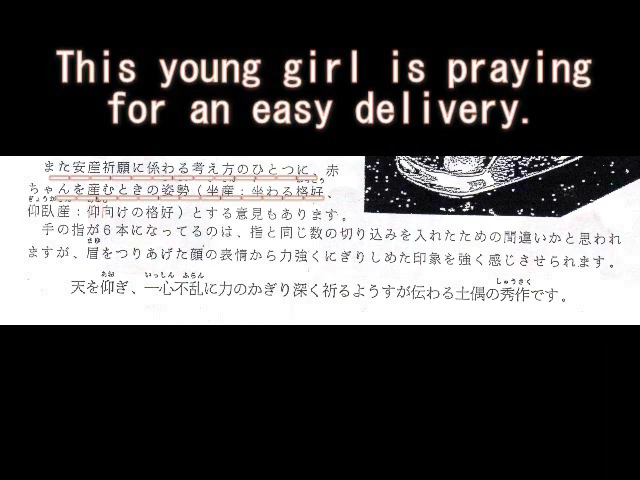 This young girl is praying
for an easy delivery.
また安産祈願に係わる考え方のひとつに、赤
ちゃんを産むときの姿勢（坐産：坐わる格好、
仰臥産：仰向けの格好）とする意見もあります。
手の指が６本になってるのは、指と同じ数の切り込みを入れたための間違いかと思われ
ますが、眉をつりあげた顔の表情から力強くにぎりしめた印象を強く感じさせられます。
天を仰ぎ、一心不乱に力のかぎり深く祈るようすが伝わる土偶の秀作です。